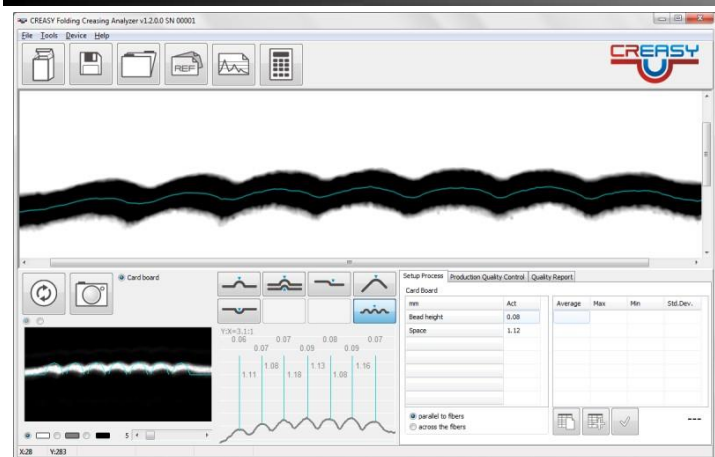 CREASY Folding Creasing Analyzer v1.2.0.0 SN 00001
File Tools Device Help
REF
CREASY
Card board
Setup Process Production Quality Control Quality Report
Card Board
mm Act Average Max Min Std.Dev.
Bead height 0.08
Space 1.12
Y:X=3.1:1
0.06 0.07 0.08 0.07
0.07 0.09 0.09
1.08 1.13 1.16
1.11 1.18 1.08
parallel to fibers
across the fibers
---
5
X:28 Y:283